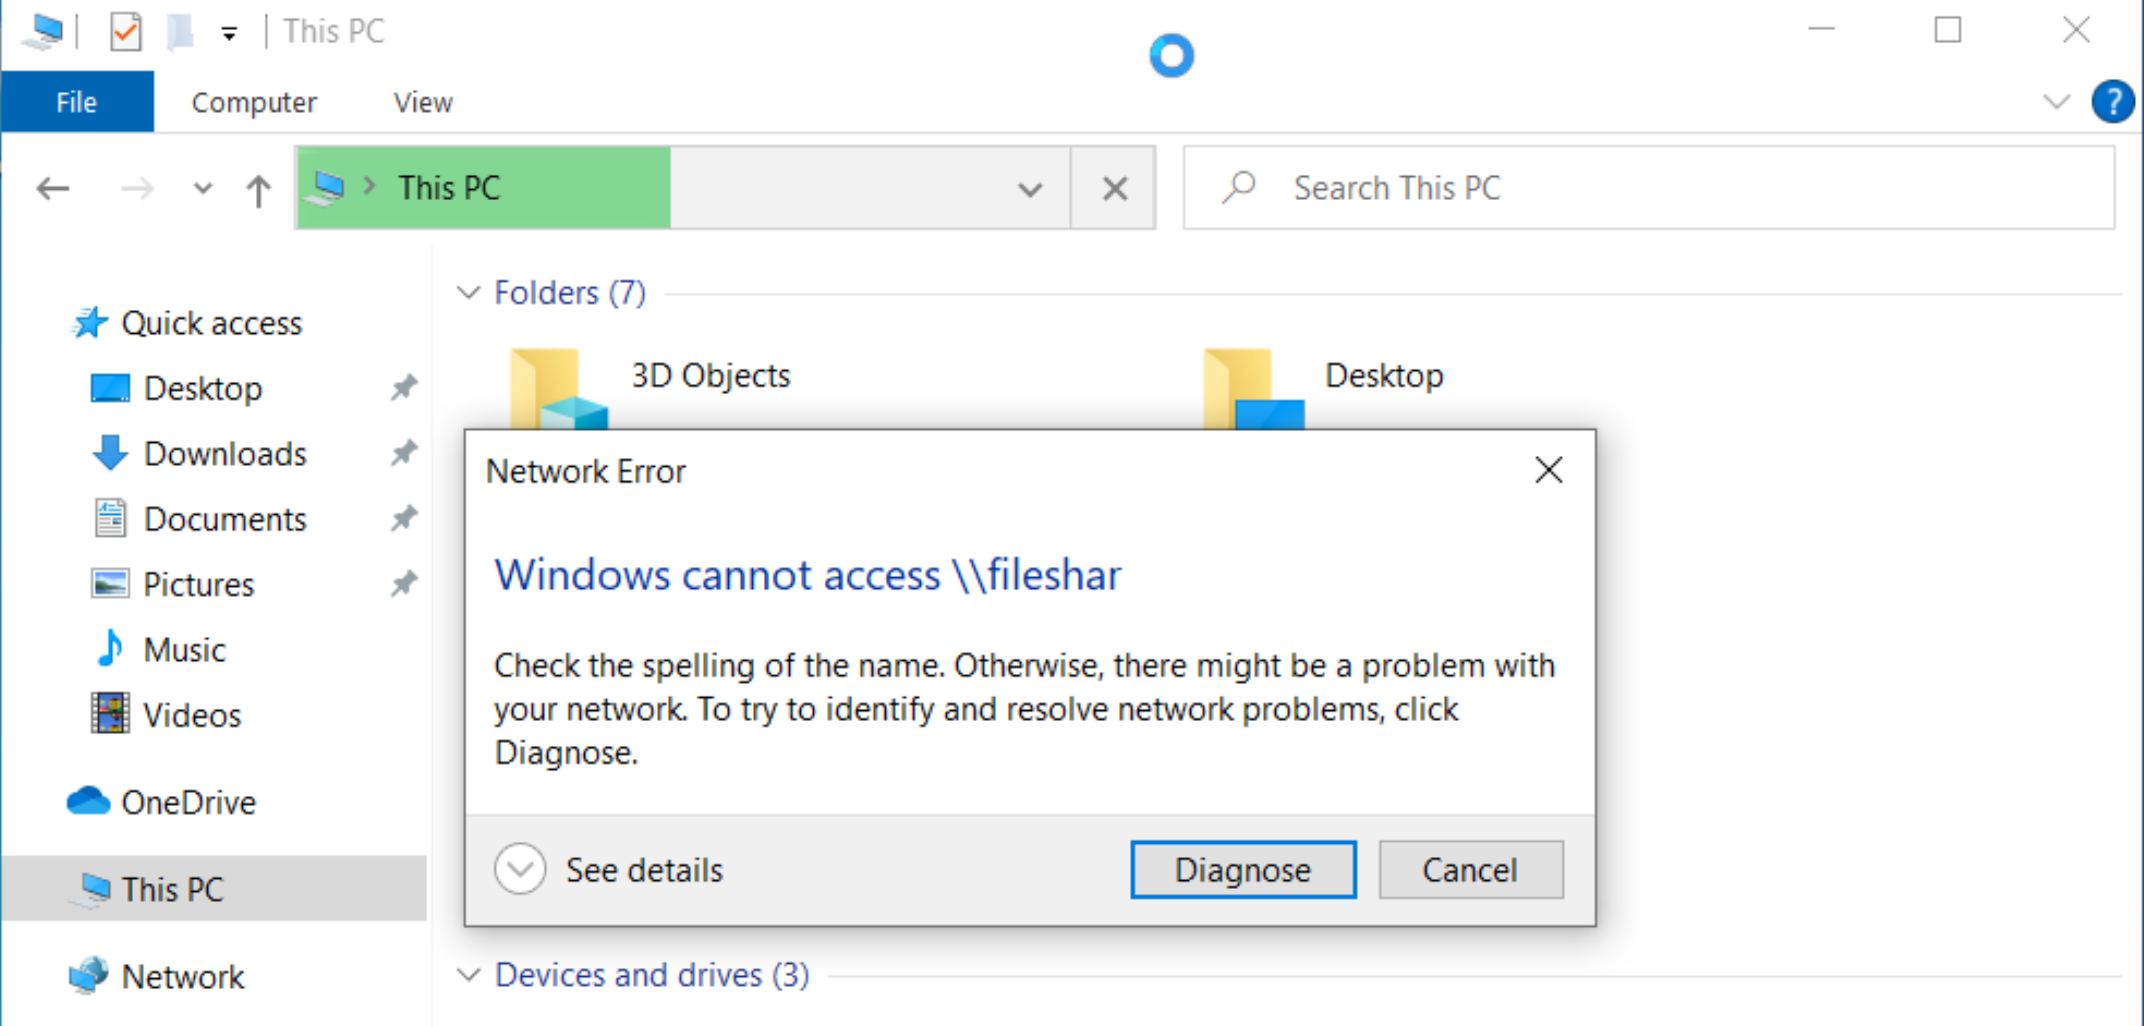 This PC
File Computer View
This PC
Search This PC
Quick access
Desktop
Downloads
Documents
Pictures
Music
Videos
OneDrive
This PC
Network
Folders (7)
3D Objects
Desktop
Network Error
Windows cannot access \\fileshar
Check the spelling of the name. Otherwise, there might be a problem with
your network. To try to identify and resolve network problems, click
Diagnose.
See details
Diagnose
Cancel
Devices and drives (3)